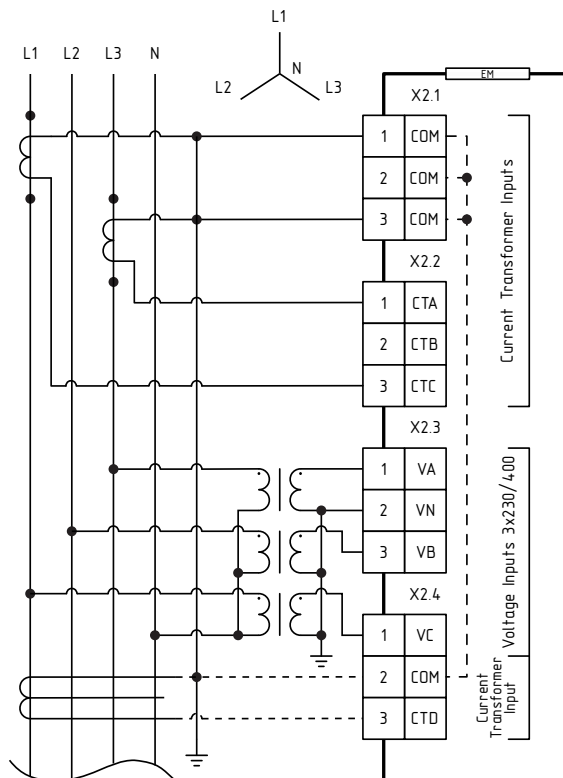 L1
L1 L2 L3 N
N
L2 L3
EM
X2.1
1 COM
2 COM
3 COM
Current Transformer Inputs
X2.2
1 CTA
2 CTB
3 CTC
X2.3
1 VA
2 VN
3 VB
Voltage Inputs 3x230/400
X2.4
1 VC
2 COM
3 CTD
Current
Transformer
Input